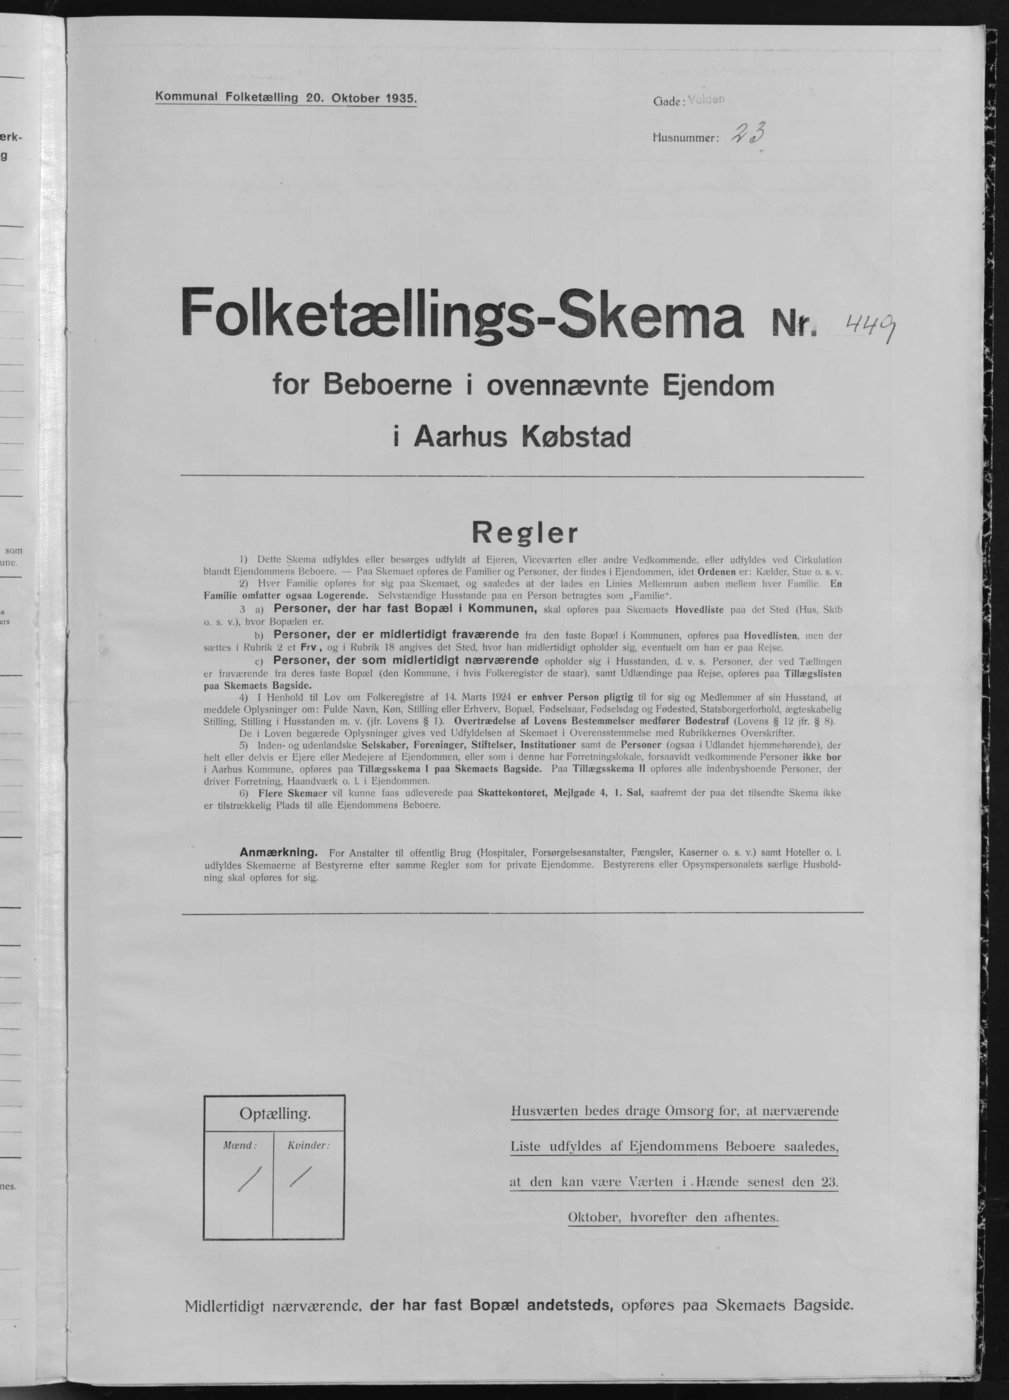 Kommunal Folketælling 20. Oktober 1935.
Gade: Volden
Husnummer: 23
Folketællings-Skema Nr. 449
for Beboerne i ovennævnte Ejendom
i Aarhus Købstad
Regler
1) Dette Skema udfyldes eller besørges udfyldt af Ejeren, Viceværten eller andre Vedkommende, eller udfyldes ved Cirkulation
blandt Ejendommens Beboere. — Paa Skemaet opføres de Familier og Personer, der findes i Ejendommen, idet Ordenen er: Kælder, Stue o. s. v.
2) Hver Familie opføres for sig paa Skemaet, og saaledes at der lades en Linies Mellemrum aaben mellem hver Familie. En
Familie omfatter ogsaa Logerende. Selvstændige Husstande paa en Person betragtes som „Familie“.
3 a) Personer, der har fast Bopæl i Kommunen, skal opføres paa Skemaets Hovedliste paa det Sted (Hus, Skib
o. s. v.), hvor Bopælen er.
b) Personer, der er midlertidigt fraværende fra den faste Bopæl i Kommunen, opføres paa Hovedlisten, men der
sættes i Rubrik 2 et Frv., og i Rubrik 18 angives det Sted, hvor han midlertidigt opholder sig, eventuelt om han er paa Rejse.
c) Personer, der som midlertidigt nærværende opholder sig i Husstanden, d. v. s. Personer, der ved Tællingen
er fraværende fra deres faste Bopæl (den Kommune, i hvis Folkeregister de staar), samt Udlændinge paa Rejse, opføres paa Tillægslisten
paa Skemaets Bagside.
4) I Henhold til Lov om Folkeregistre af 14. Marts 1924 er enhver Person pligtig til for sig og Medlemmer af sin Husstand, at
meddele Oplysninger om: Fulde Navn, Køn, Stilling eller Erhverv, Bopæl, Fødselsaar, Fødselsdag og Fødested, Statsborgerforhold, ægteskabelig
Stilling, Stilling i Husstanden m. v. (jfr. Lovens § 1). Overtrædelse af Lovens Bestemmelser medfører Bødestraf (Lovens § 12 jfr. § 8).
De i Loven begærede Oplysninger gives ved Udfyldelsen af Skemaet i Overensstemmelse med Rubrikkernes Overskrifter.
5) Inden- og udenlandske Selskaber, Foreninger, Stiftelser, Institutioner samt de Personer (ogsaa i Udlandet hjemmehørende), der
helt eller delvis er Ejere eller Medejere af Ejendommen, eller som i denne har Forretningslokale, forsaavidt vedkommende Personer ikke bor
i Aarhus Kommune, opføres paa Tillægsskema I paa Skemaets Bagside. Paa Tillægsskema II opføres alle indenbysboende Personer, der
driver Forretning, Haandværk o. l. i Ejendommen.
6) Flere Skemaer vil kunne faas udleverede paa Skattekontoret, Mejlgade 4, 1. Sal, saafremt der paa det tilsendte Skema ikke
er tilstrækkelig Plads til alle Ejendommens Beboere.
Anmærkning. For Anstalter til offentlig Brug (Hospitaler, Forsørgelsesanstalter, Fængsler, Kaserner o. s. v.) samt Hoteller o. l.
udfyldes Skemaerne af Bestyrerne efter samme Regler som for private Ejendomme. Bestyrerens eller Opsynspersonalets særlige Hushold-
ning skal opføres for sig.
Optælling.
Mænd: Kvinder:
/ /
Husværten bedes drage Omsorg for, at nærværende
Liste udfyldes af Ejendommens Beboere saaledes,
at den kan være Værten i Hænde senest den 23.
Oktober, hvorefter den afhentes.
Midlertidigt nærværende, der har fast Bopæl andetsteds, opføres paa Skemaets Bagside.
ærk-
g
som
une.
nes.